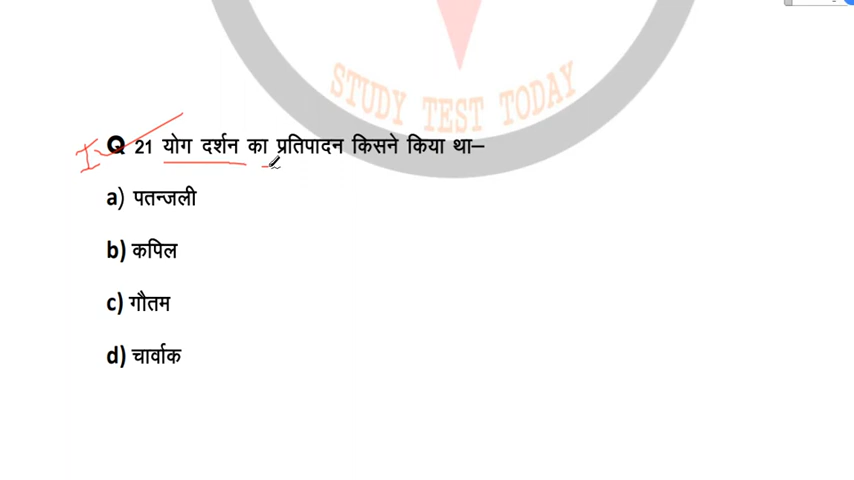 STUDY TEST TODAY
I Q 21 योग दर्शन का प्रतिपादन किसने किया था–
a) पतन्जली
b) कपिल
c) गौतम
d) चार्वाक